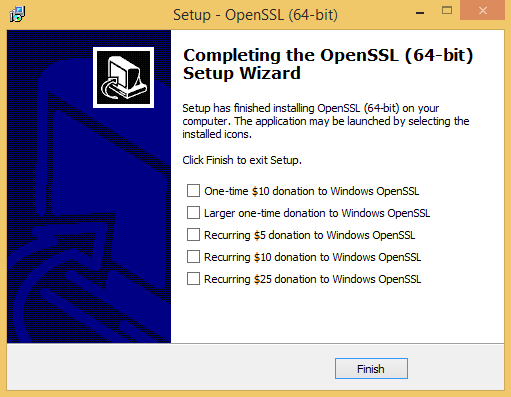 Setup - OpenSSL (64-bit)
Completing the OpenSSL (64-bit)
Setup Wizard
Setup has finished installing OpenSSL (64-bit) on your
computer. The application may be launched by selecting the
installed icons.
Click Finish to exit Setup.
One-time $10 donation to Windows OpenSSL
Larger one-time donation to Windows OpenSSL
Recurring $5 donation to Windows OpenSSL
Recurring $10 donation to Windows OpenSSL
Recurring $25 donation to Windows OpenSSL
Finish